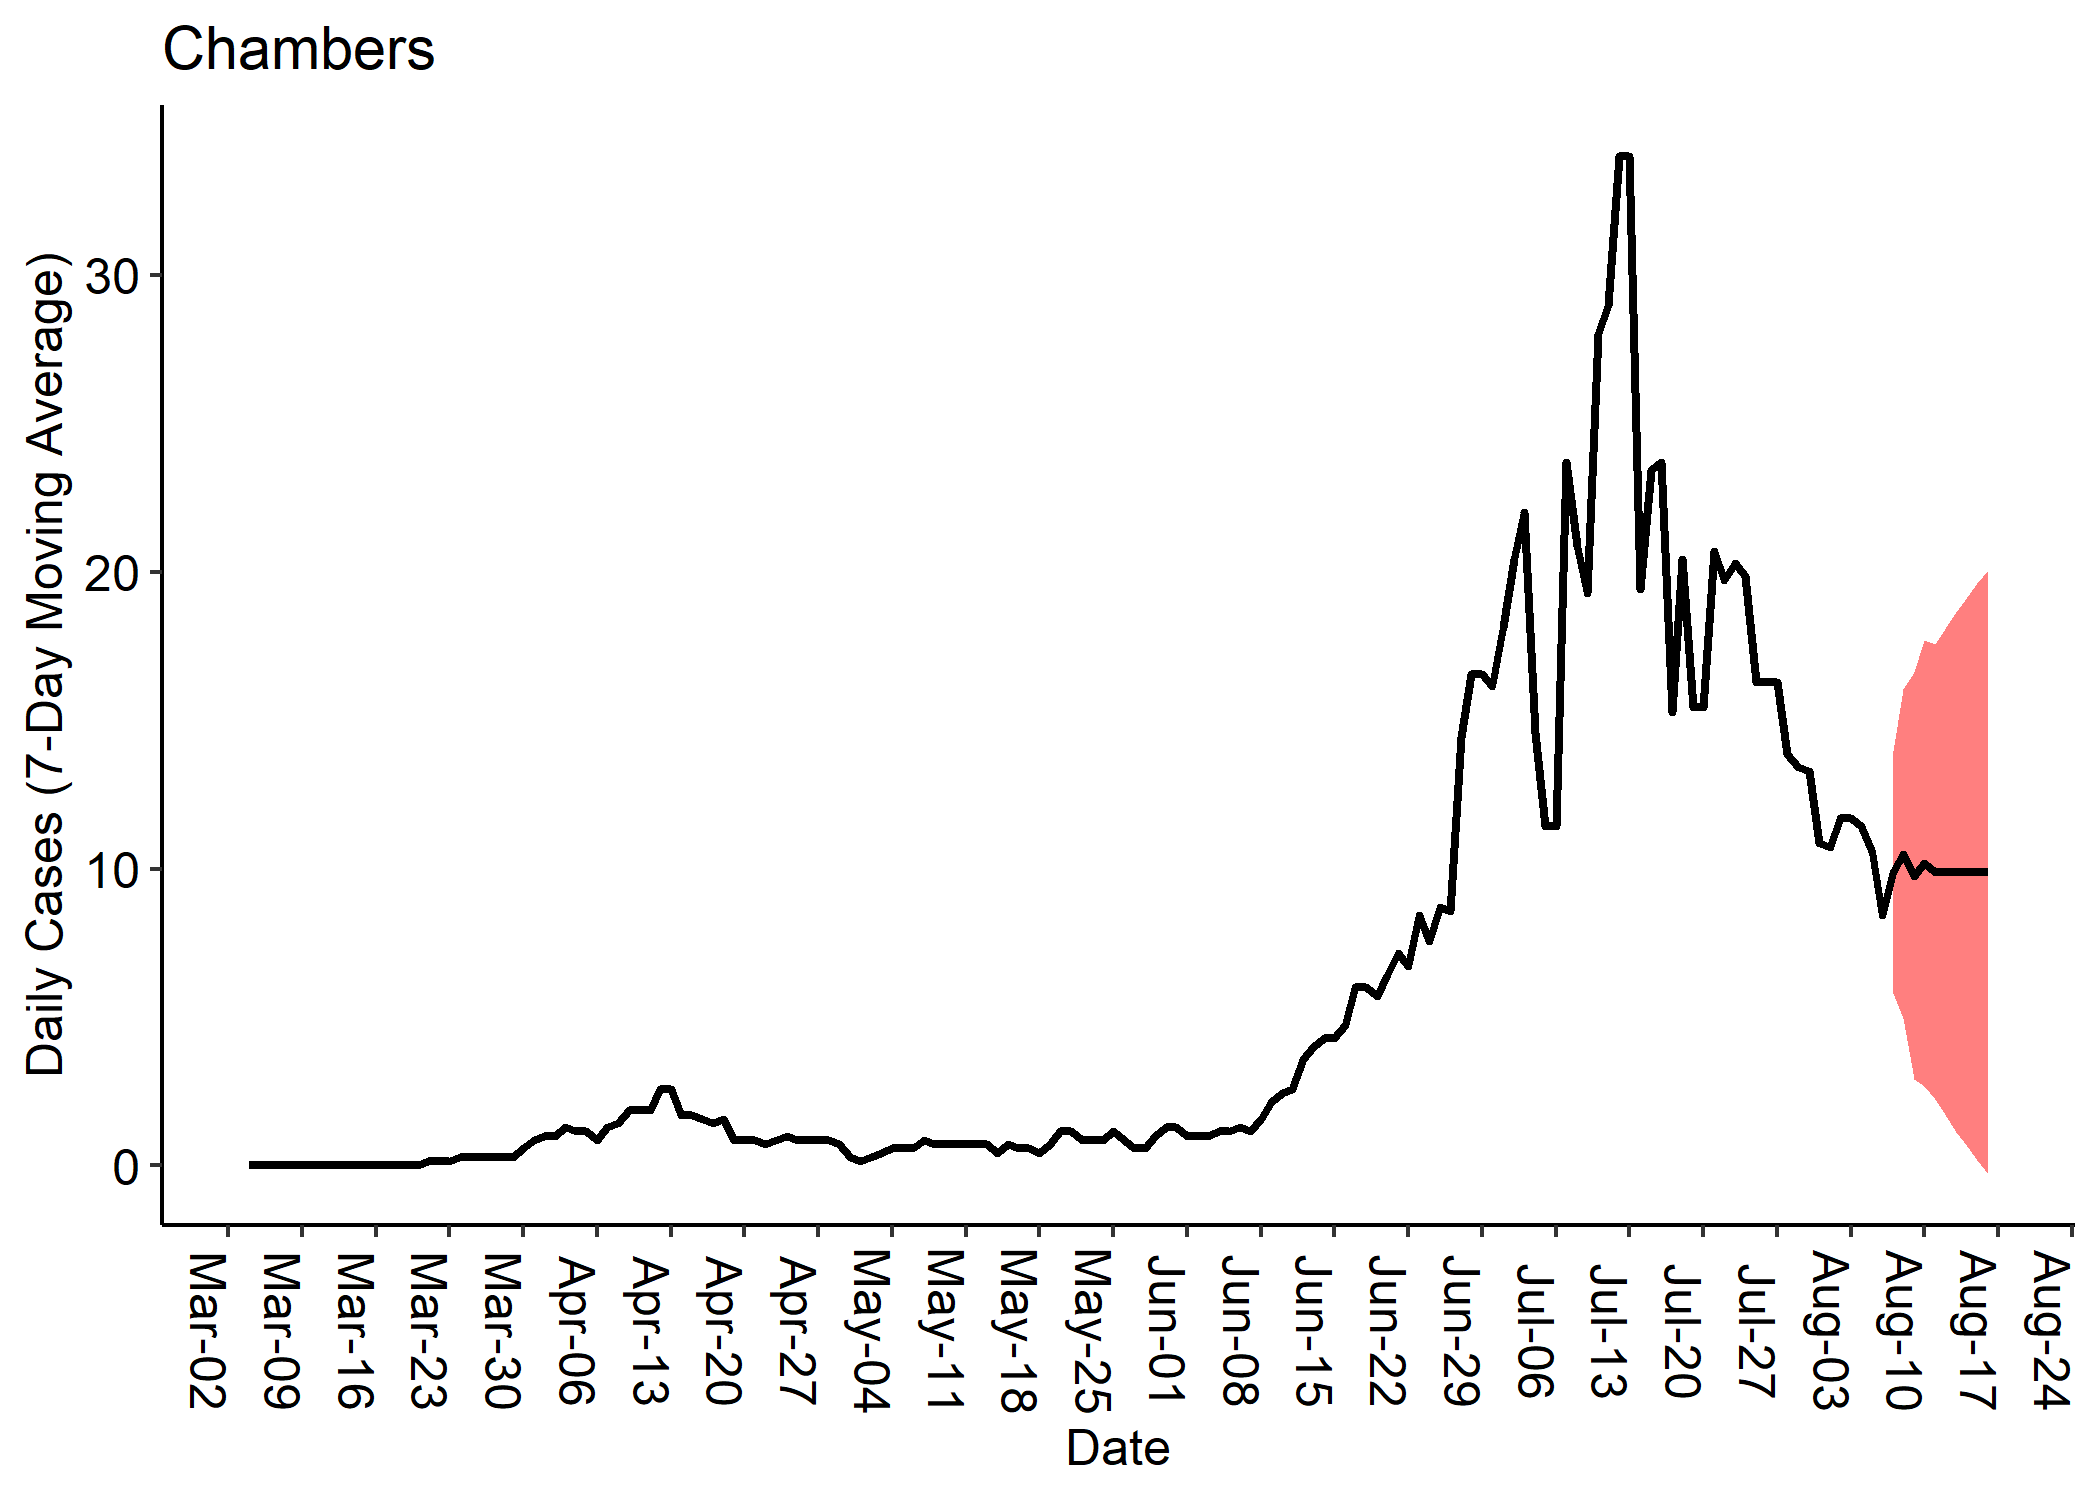 Chambers
Daily Cases (7-Day Moving Average)
30
20
10
0
Mar-02
Mar-09
Mar-16
Mar-23
Mar-30
Apr-06
Apr-13
Apr-20
Apr-27
May-04
May-11
May-18
May-25
Jun-01
Jun-08
Jun-15
Jun-22
Jun-29
Jul-06
Jul-13
Jul-20
Jul-27
Aug-03
Aug-10
Aug-17
Aug-24
Date